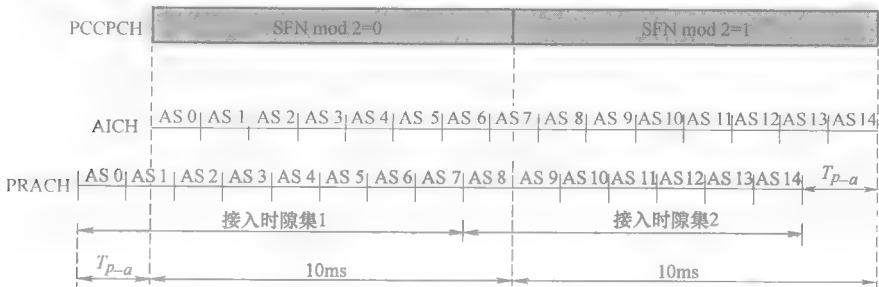 PCCPCH SFN mod 2=0 SFN mod 2=1
AICH AS 0 AS 1 AS 2 AS 3 AS 4 AS 5 AS 6 AS 7 AS 8 AS 9 AS 10 AS 11 AS 12 AS 13 AS 14
PRACH AS 0 AS 1 AS 2 AS 3 AS 4 AS 5 AS 6 AS 7 AS 8 AS 9 AS 10 AS 11 AS 12 AS 13 AS 14 Tp–a
接入时隙集1 接入时隙集2
Tp–a 10ms 10ms